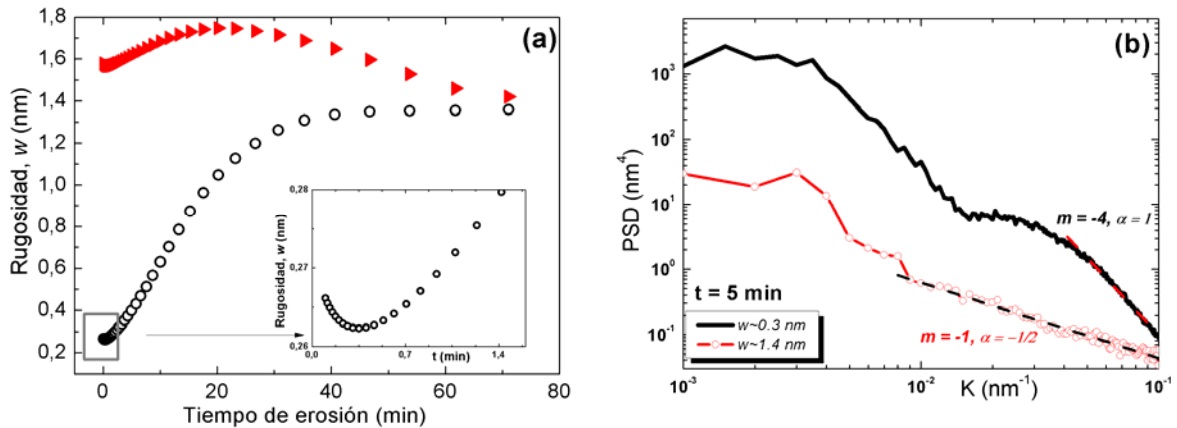 (a)
Rugosidad, w (nm)
1,8
1,6
1,4
1,2
1,0
0,8
0,6
0,4
0,2
0
20
40
60
80
Tiempo de erosión (min)
Rugosidad, w (nm)
0,28
0,27
0,26
0,0
0,7
1,4
t (min)
(b)
PSD (nm⁴)
10³
10²
10¹
10⁰
10⁻¹
10⁻³
10⁻²
10⁻¹
K (nm⁻¹)
m = -4, α = 1
m = -1, α = −1/2
t = 5 min
w~0.3 nm
w~1.4 nm